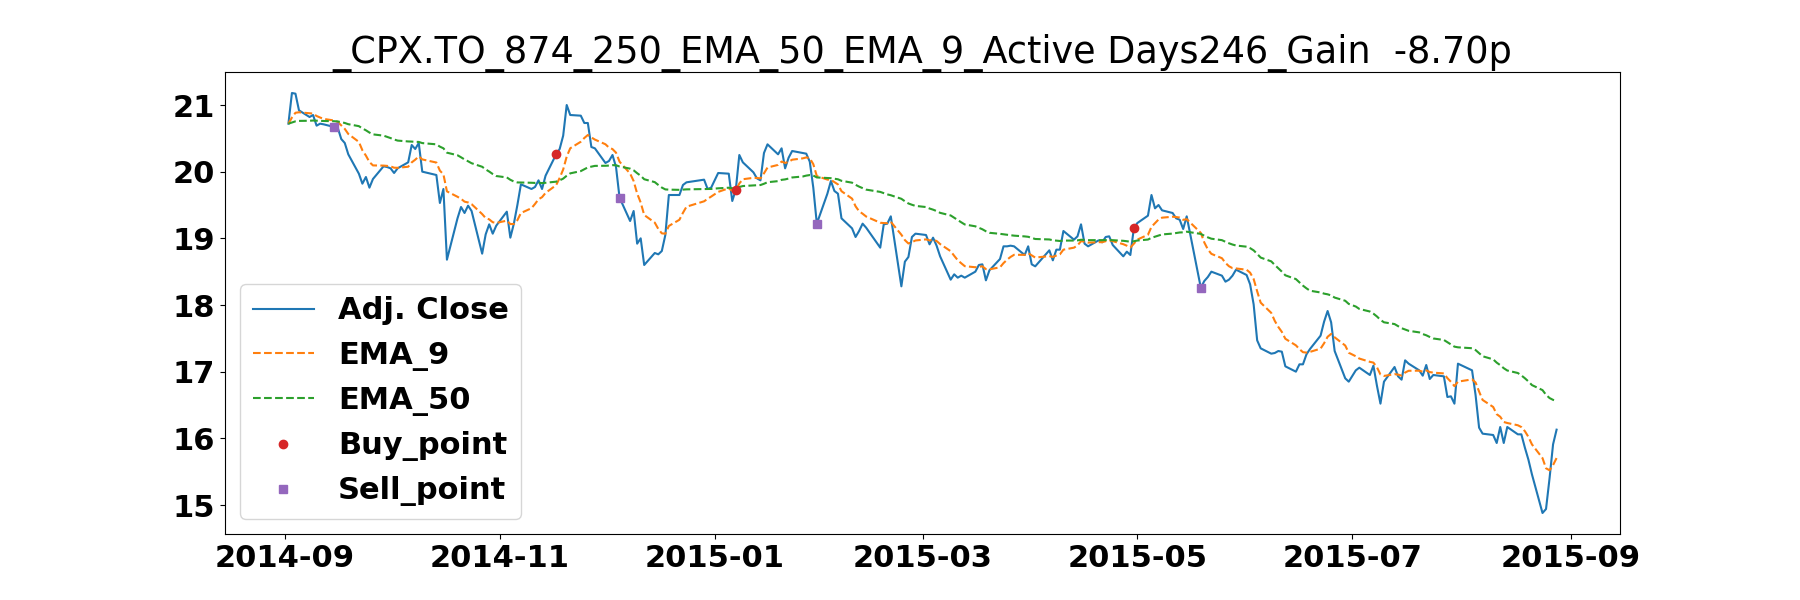 _CPX.TO_874_250_EMA_50_EMA_9_Active Days246_Gain  -8.70p
21
20
19
18
17
16
15
Adj. Close
EMA_9
EMA_50
Buy_point
Sell_point
2014-09 2014-11 2015-01 2015-03 2015-05 2015-07 2015-09